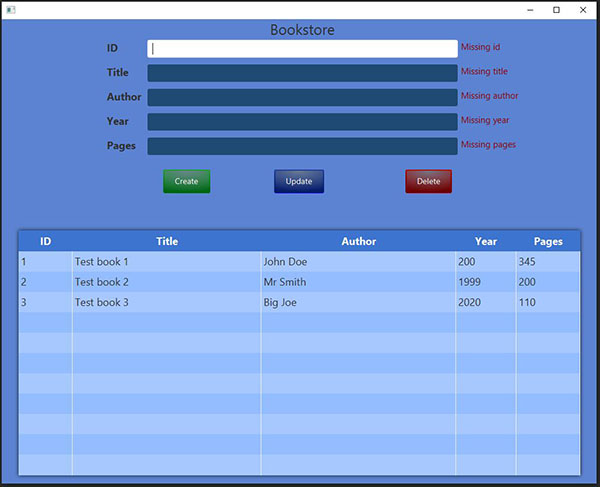 Bookstore
ID Missing id
Title Missing title
Author Missing author
Year Missing year
Pages Missing pages
Create Update Delete
ID Title Author Year Pages
1 Test book 1 John Doe 200 345
2 Test book 2 Mr Smith 1999 200
3 Test book 3 Big Joe 2020 110